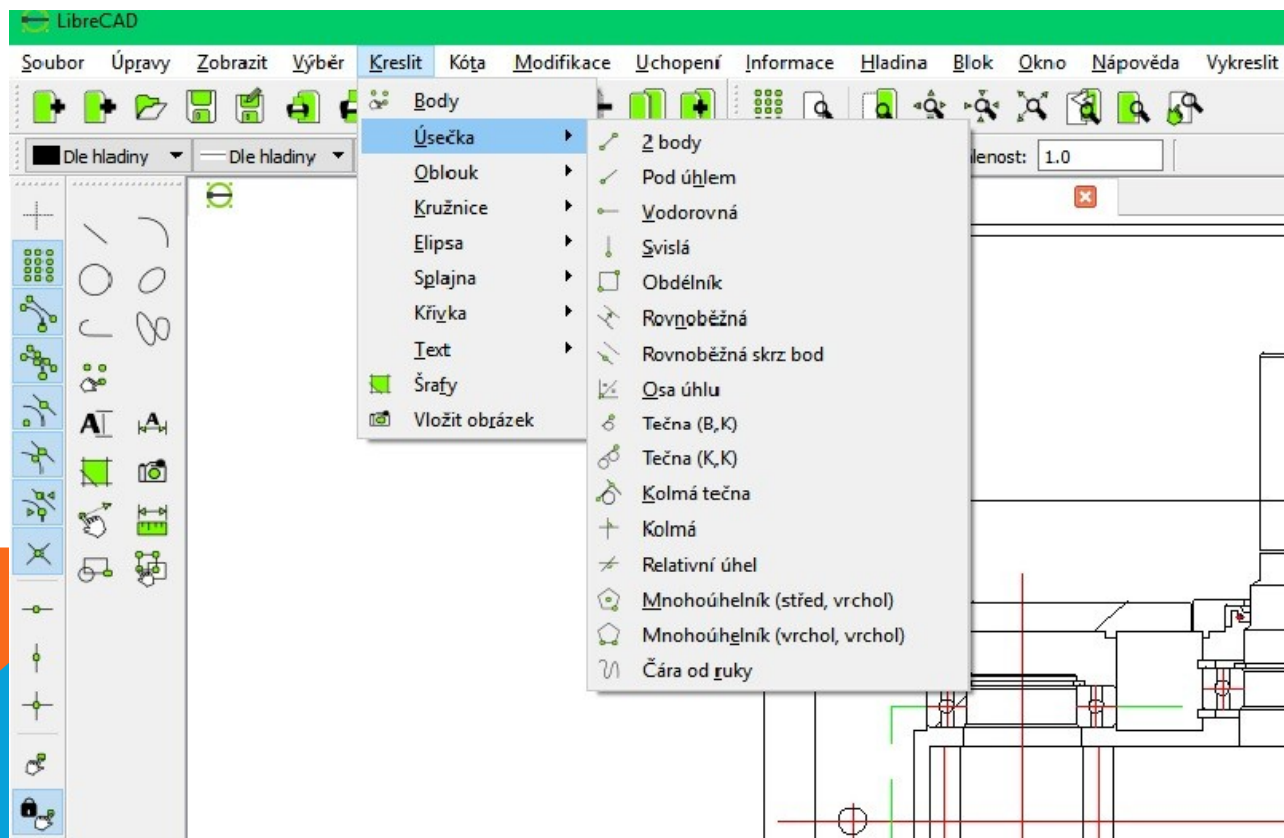 LibreCAD
Soubor Úpravy Zobrazit Výběr Kreslit Kóta Modifikace Uchopení Informace Hladina Blok Okno Nápověda Vykreslit
Dle hladiny Dle hladiny 1.0
Body
Úsečka
Oblouk
Kružnice
Elipsa
Splajna
Křivka
Text
Šrafy
Vložit obrázek
2 body
Pod úhlem
Vodorovná
Svislá
Obdélník
Rovnoběžná
Rovnoběžná skrz bod
Osa úhlu
Tečna (B,K)
Tečna (K,K)
Kolmá tečna
Kolmá
Relativní úhel
Mnohoúhelník (střed, vrchol)
Mnohoúhelník (vrchol, vrchol)
Čára od ruky